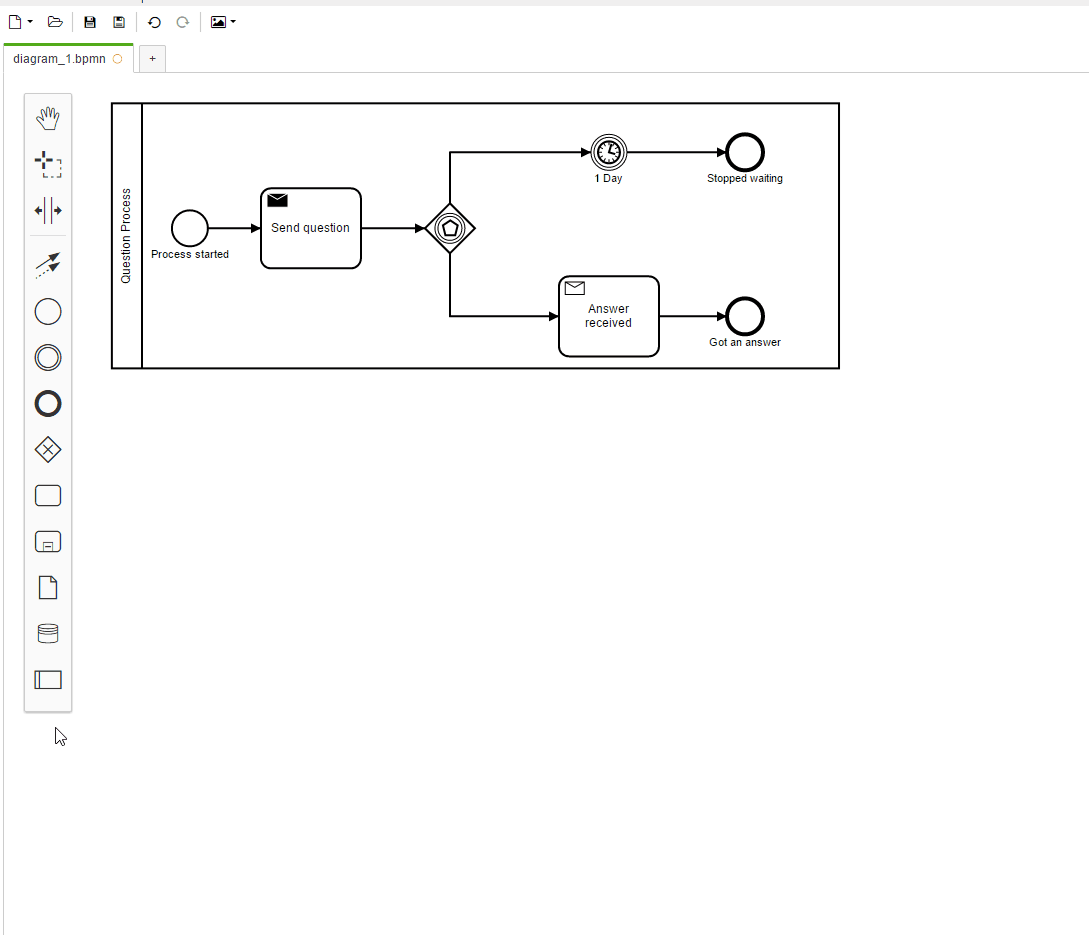 diagram_1.bpmn
+
Question Process
Process started
Send question
1 Day
Stopped waiting
Answer
received
Got an answer